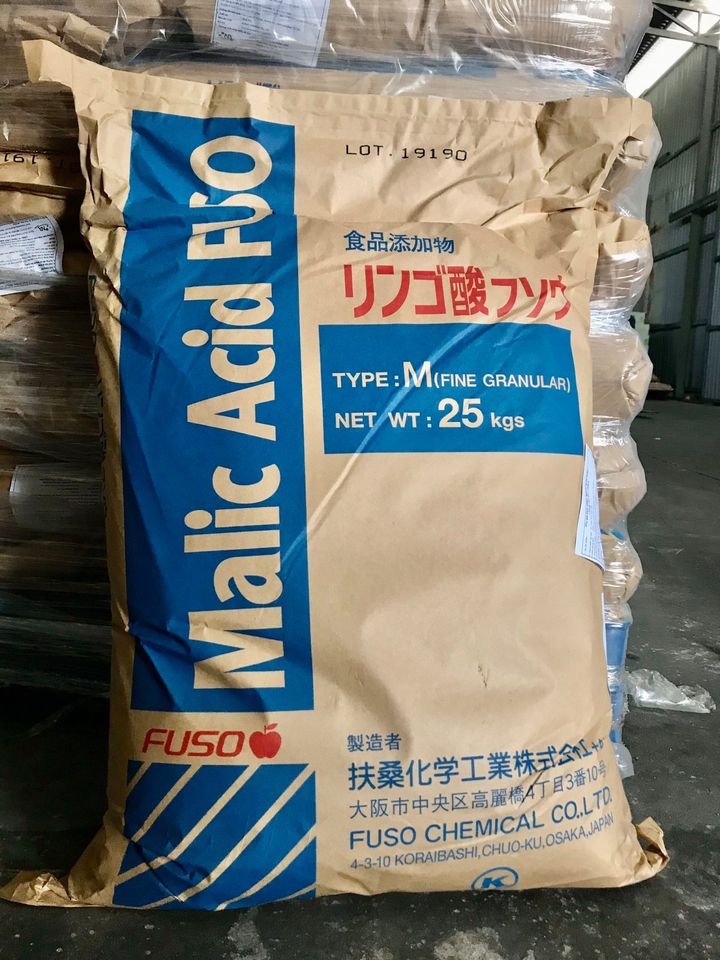 LOT. 19190
Malic Acid FUSO
食品添加物
リンゴ酸フソウ
TYPE : M (FINE GRANULAR)
NET WT : 25 kgs
FUSO
製造者
扶桑化学工業株式会社
大阪市中央区高麗橋4丁目3番10号
FUSO CHEMICAL CO.,LTD.
4-3-10 KORAIBASHI, CHUO-KU, OSAKA, JAPAN
K